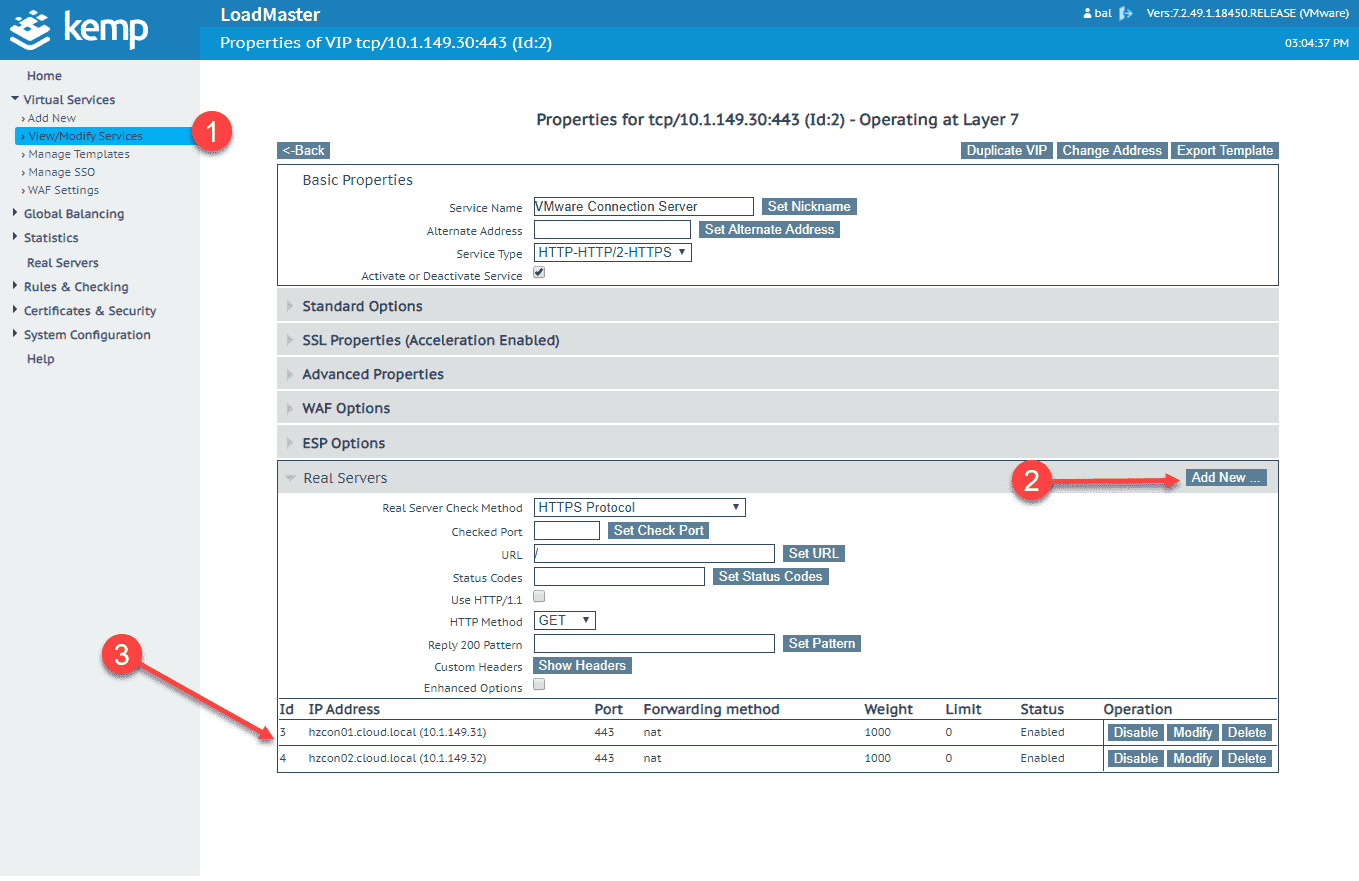 kemp
LoadMaster
bal Vers:7.2.49.1.18450.RELEASE (VMware)
Properties of VIP tcp/10.1.149.30:443 (Id:2)
03:04:37 PM
Home
Virtual Services
› Add New
› View/Modify Services
1
› Manage Templates
› Manage SSO
› WAF Settings
Global Balancing
Statistics
Real Servers
Rules & Checking
Certificates & Security
System Configuration
Help
Properties for tcp/10.1.149.30:443 (Id:2) - Operating at Layer 7
<-Back Duplicate VIP Change Address Export Template
Basic Properties
Service Name VMware Connection Server Set Nickname
Alternate Address Set Alternate Address
Service Type HTTP-HTTP/2-HTTPS
Activate or Deactivate Service
Standard Options
SSL Properties (Acceleration Enabled)
Advanced Properties
WAF Options
ESP Options
Real Servers 2 Add New ...
Real Server Check Method HTTPS Protocol
Checked Port Set Check Port
URL / Set URL
Status Codes Set Status Codes
Use HTTP/1.1
HTTP Method GET
Reply 200 Pattern Set Pattern
3
Custom Headers Show Headers
Enhanced Options
Id IP Address Port Forwarding method Weight Limit Status Operation
3 hzcon01.cloud.local (10.1.149.31) 443 nat 1000 0 Enabled Disable Modify Delete
4 hzcon02.cloud.local (10.1.149.32) 443 nat 1000 0 Enabled Disable Modify Delete